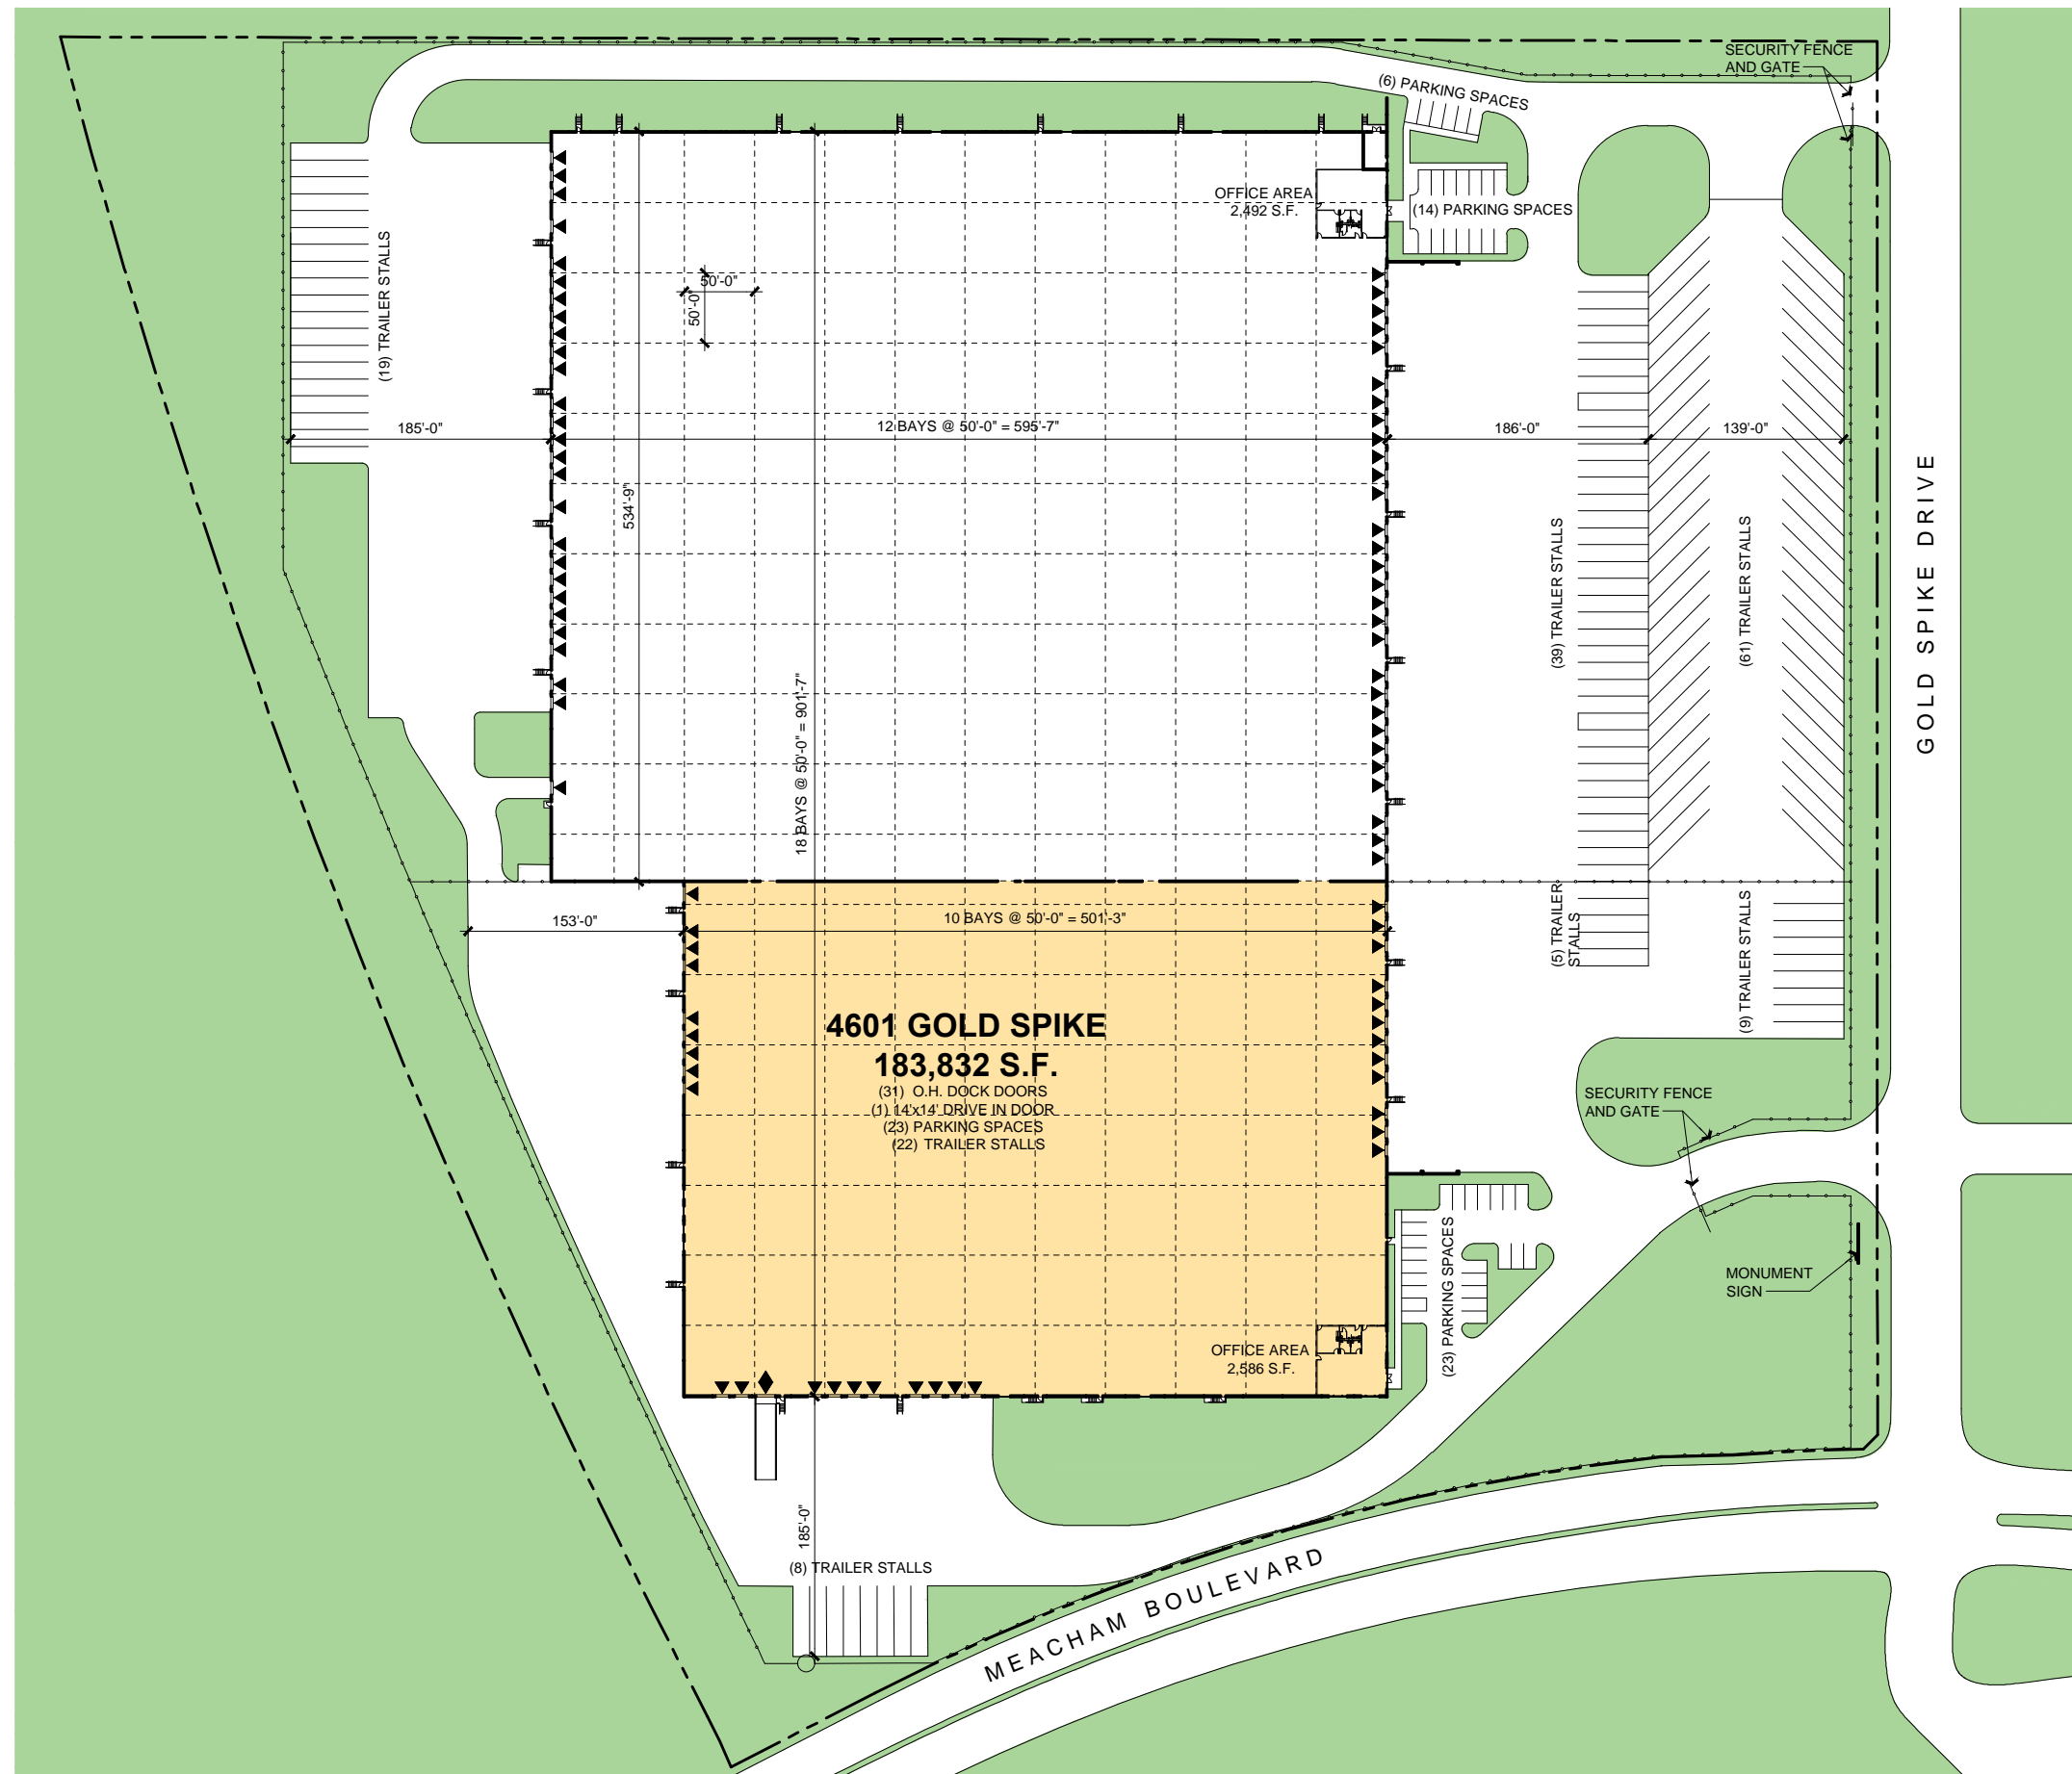 SECURITY FENCE
AND GATE
(6) PARKING SPACES
OFFICE AREA
2,492 S.F.
(14) PARKING SPACES
(19) TRAILER STALLS
50'-0"
50'-0"
185'-0"
12 BAYS @ 50'-0" = 595'-7"
186'-0"
139'-0"
534'-9"
GOLD SPIKE DRIVE
(39) TRAILER STALLS
(61) TRAILER STALLS
18 BAYS @ 50'-0" = 901'-7"
153'-0"
10 BAYS @ 50'-0" = 501'-3"
(5) TRAILER
STALLS
(9) TRAILER STALLS
4601 GOLD SPIKE
183,832 S.F.
(31) O.H. DOCK DOORS
(1) 14'x14' DRIVE IN DOOR
(23) PARKING SPACES
(22) TRAILER STALLS
SECURITY FENCE
AND GATE
(23) PARKING SPACES
MONUMENT
SIGN
OFFICE AREA
2,586 S.F.
185'-0"
(8) TRAILER STALLS
MEACHAM BOULEVARD